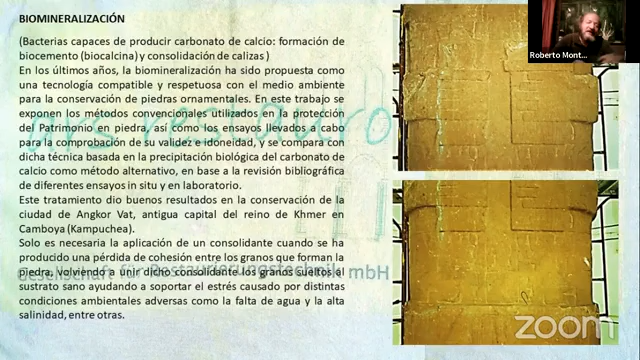 BIOMINERALIZACIÓN
(Bacterias capaces de producir carbonato de calcio: formación de
biocemento (biocalcina) y consolidación de calizas )
En los últimos años, la biomineralización ha sido propuesta como
una tecnología compatible y respetuosa con el medio ambiente
para la conservación de piedras ornamentales. En este trabajo se
exponen los métodos convencionales utilizados en la protección
del Patrimonio en piedra, así como sus ensayos llevados a cabo
para la comprobación de su validez e idoneidad, y se compara con
dicha técnica basada en la precipitación biológica del carbonato de
calcio como método alternativo, en base a la revisión bibliográfica
de diferentes ensayos in situ y en laboratorio.
Este tratamiento dio buenos resultados en la conservación de la
ciudad de Angkor Vat, antigua capital del reino de Khmer en
Camboya (Kampuchea).
Solo es necesaria la aplicación de un consolidante cuando se ha
producido una pérdida de cohesión entre los granos que forman la
piedra, volviendo a unir dicho consolidante los granos sueltos al
sustrato sano ayudando a soportar el estrés causado por distintas
condiciones ambientales adversas como la falta de agua y la alta
salinidad, entre otras.
ars restauro
Gesellschaft für Restaurierungstechnik mbH
Roberto Mont...
zoom